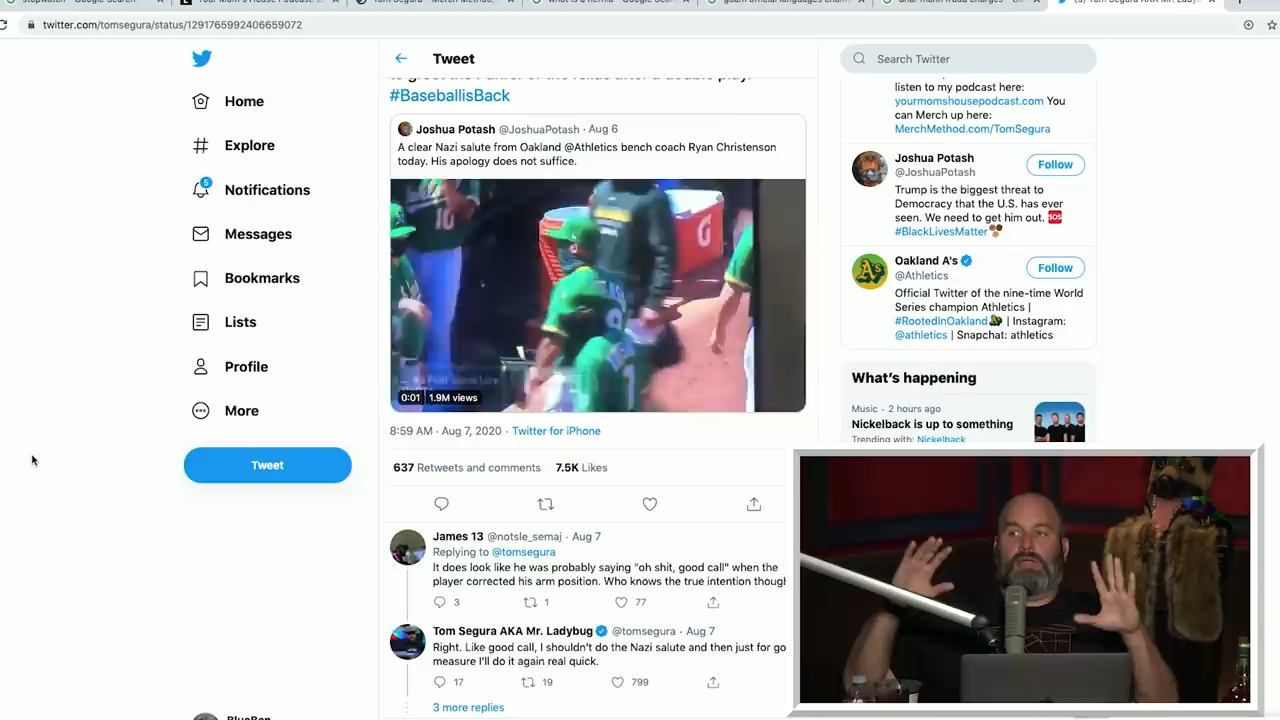 stopwatch - Google Search
twitter.com/tomsegura/status/1291765992406659072
Home
Explore
5
Notifications
Messages
Bookmarks
Lists
Profile
More
Tweet
Tweet
#BaseballisBack
Joshua Potash @JoshuaPotash · Aug 6
A clear Nazi salute from Oakland @Athletics bench coach Ryan Christenson
today. His apology does not suffice.
0:01 1.9M views
8:59 AM · Aug 7, 2020 · Twitter for iPhone
637 Retweets and comments 7.5K Likes
James 13 @notsle_semaj · Aug 7
Replying to @tomsegura
It does look like he was probably saying "oh shit, good call" when the
player corrected his arm position. Who knows the true intention though
3 1 77
Tom Segura AKA Mr. Ladybug @tomsegura · Aug 7
Right. Like good call, I shouldn't do the Nazi salute and then just for go
measure I'll do it again real quick.
17 19 799
3 more replies
Search Twitter
listen to my podcast here:
yourmomshousepodcast.com You
can Merch up here:
MerchMethod.com/TomSegura
Joshua Potash
@JoshuaPotash
Follow
Trump is the biggest threat to
Democracy that the U.S. has ever
seen. We need to get him out. SOS
#BlackLivesMatter
Oakland A's
@Athletics
Follow
Official Twitter of the nine-time World
Series champion Athletics |
#RootedInOakland | Instagram:
@athletics | Snapchat: athletics
What's happening
Music · 2 hours ago
Nickelback is up to something
Trending with: Nickelback